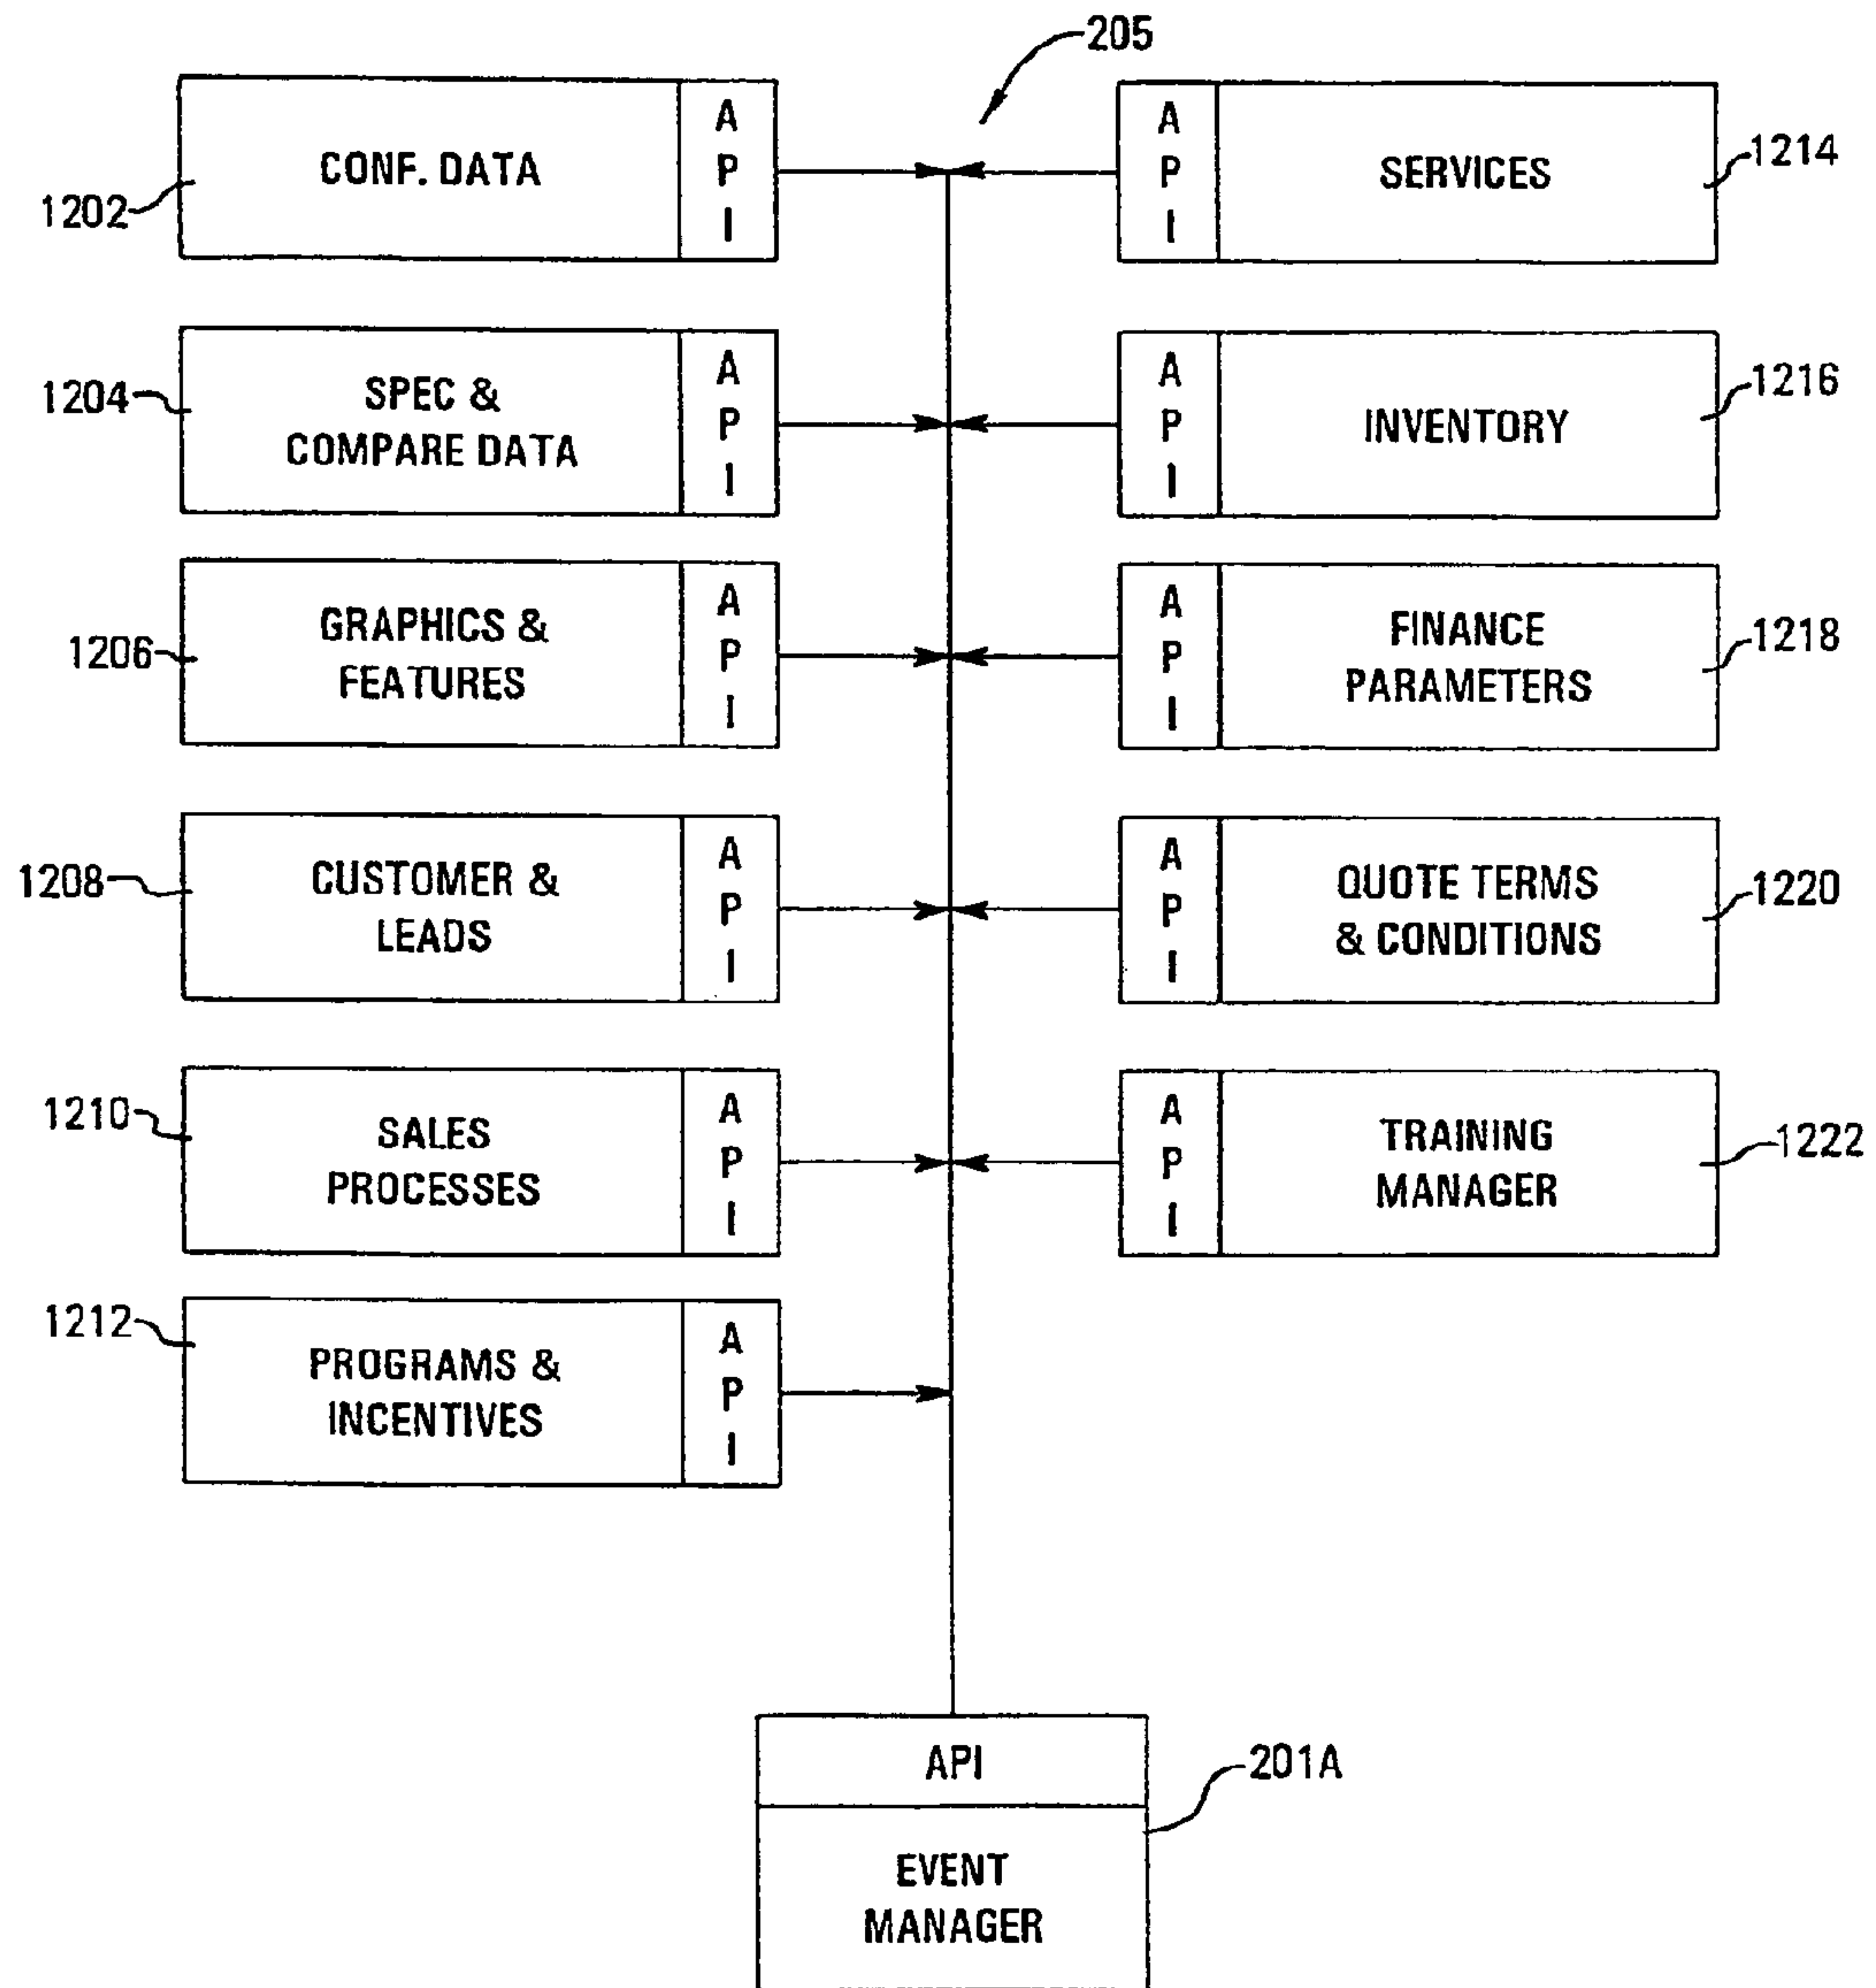 205
CONF. DATA
A
P
I
1202
A
P
I
SERVICES
1214
SPEC &
COMPARE DATA
A
P
I
1204
A
P
I
INVENTORY
1216
GRAPHICS &
FEATURES
A
P
I
1206
A
P
I
FINANCE
PARAMETERS
1218
CUSTOMER &
LEADS
A
P
I
1208
A
P
I
QUOTE TERMS
& CONDITIONS
1220
SALES
PROCESSES
A
P
I
1210
A
P
I
TRAINING
MANAGER
1222
PROGRAMS &
INCENTIVES
A
P
I
1212
API
EVENT
MANAGER
201A